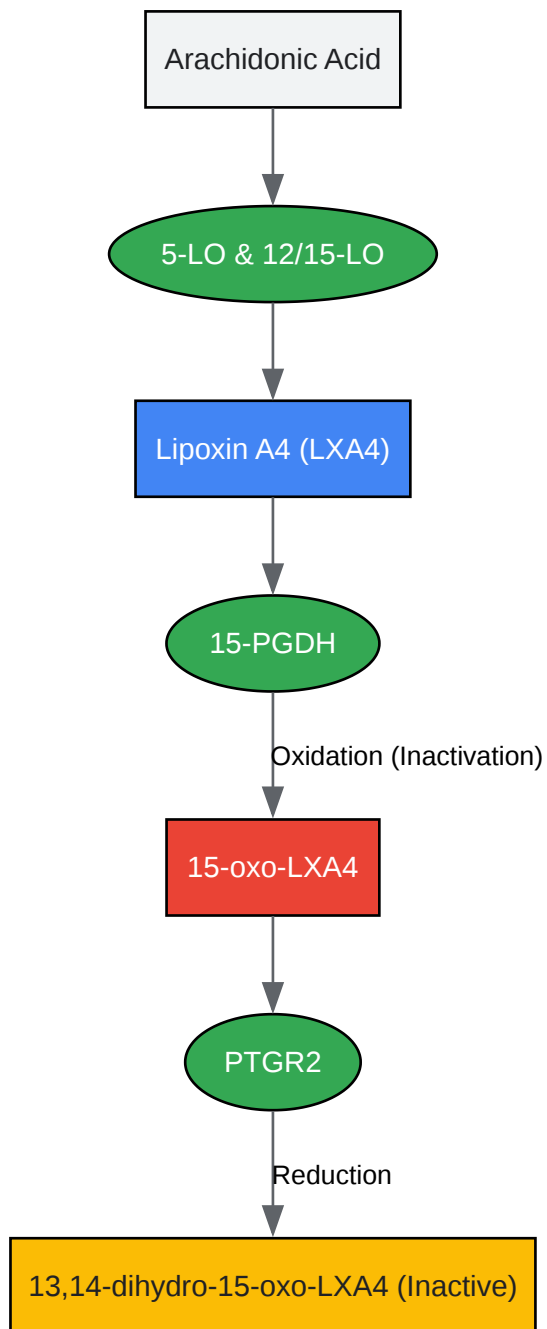 Arachidonic Acid
5-LO & 12/15-LO
Lipoxin A4 (LXA4)
15-PGDH
Oxidation (Inactivation)
15-oxo-LXA4
PTGR2
Reduction
13,14-dihydro-15-oxo-LXA4 (Inactive)